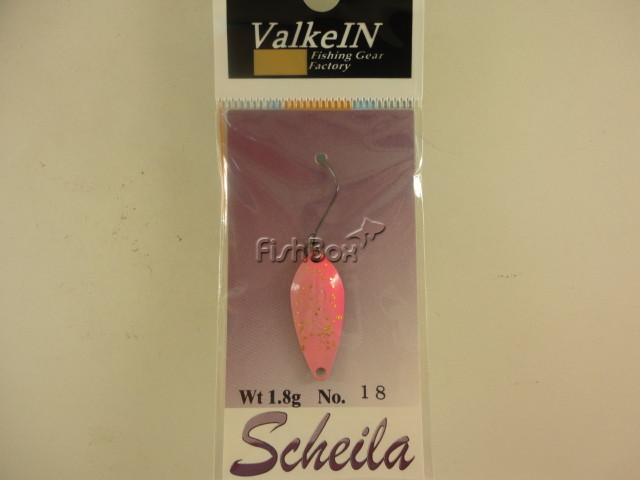 ValkeIN
Fishing Gear
Factory
FishBox
Wt 1.8g No. 18
Scheila